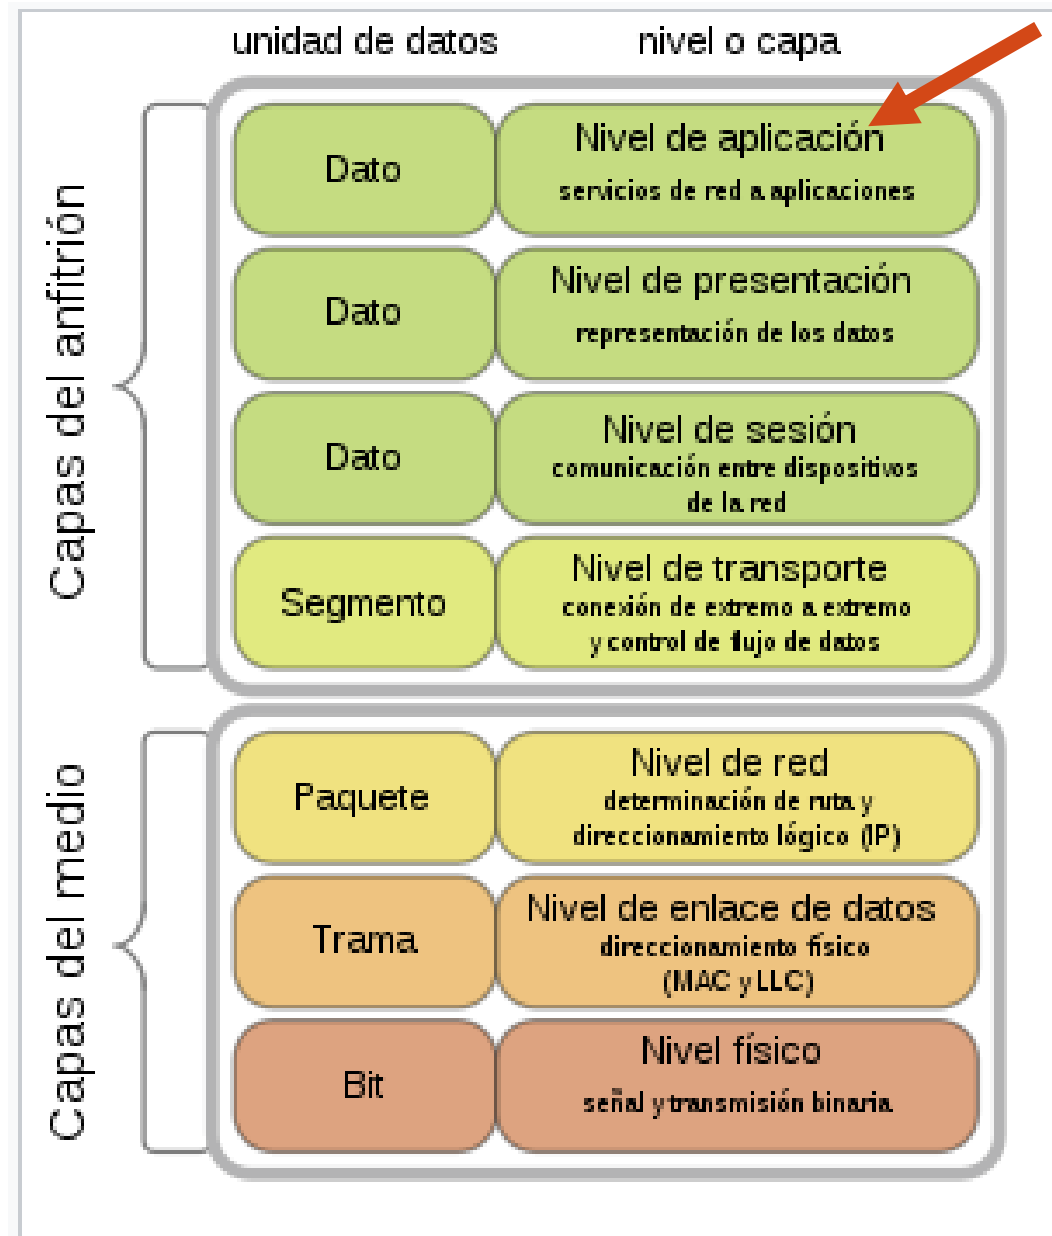 unidad de datos
nivel o capa
Capas del anfitrión
Dato
Nivel de aplicación
servicios de red a aplicaciones
Dato
Nivel de presentación
representación de los datos
Dato
Nivel de sesión
comunicación entre dispositivos
de la red
Segmento
Nivel de transporte
conexión de extremo a extremo
y control de flujo de datos
Capas del medio
Paquete
Nivel de red
determinación de ruta y
direccionamiento lógico (IP)
Trama
Nivel de enlace de datos
direccionamiento físico
(MAC y LLC)
Bit
Nivel físico
señal y transmisión binaria